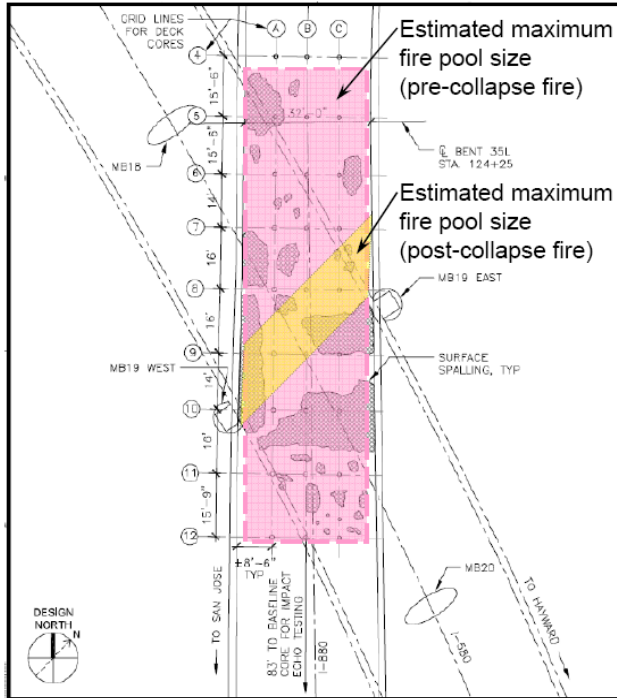 GRID LINES
FOR DECK
CORES
A
B
C
Estimated maximum
fire pool size
(pre-collapse fire)
4
15'-6"
32'-0"
5
MB18
15'-6"
℄ BENT 35L
STA. 124+25
6
14'
Estimated maximum
fire pool size
(post-collapse fire)
7
16'
8
MB19 EAST
16'
9
MB19 WEST
SURFACE
SPALLING, TYP
14'
10
16'
11
15'-9"
12
±8'-6"
TYP
MB20
DESIGN
NORTH
N
TO SAN JOSE
83' TO BASELINE
CORE FOR IMPACT
ECHO TESTING
I-880
I-580
TO HAYWARD